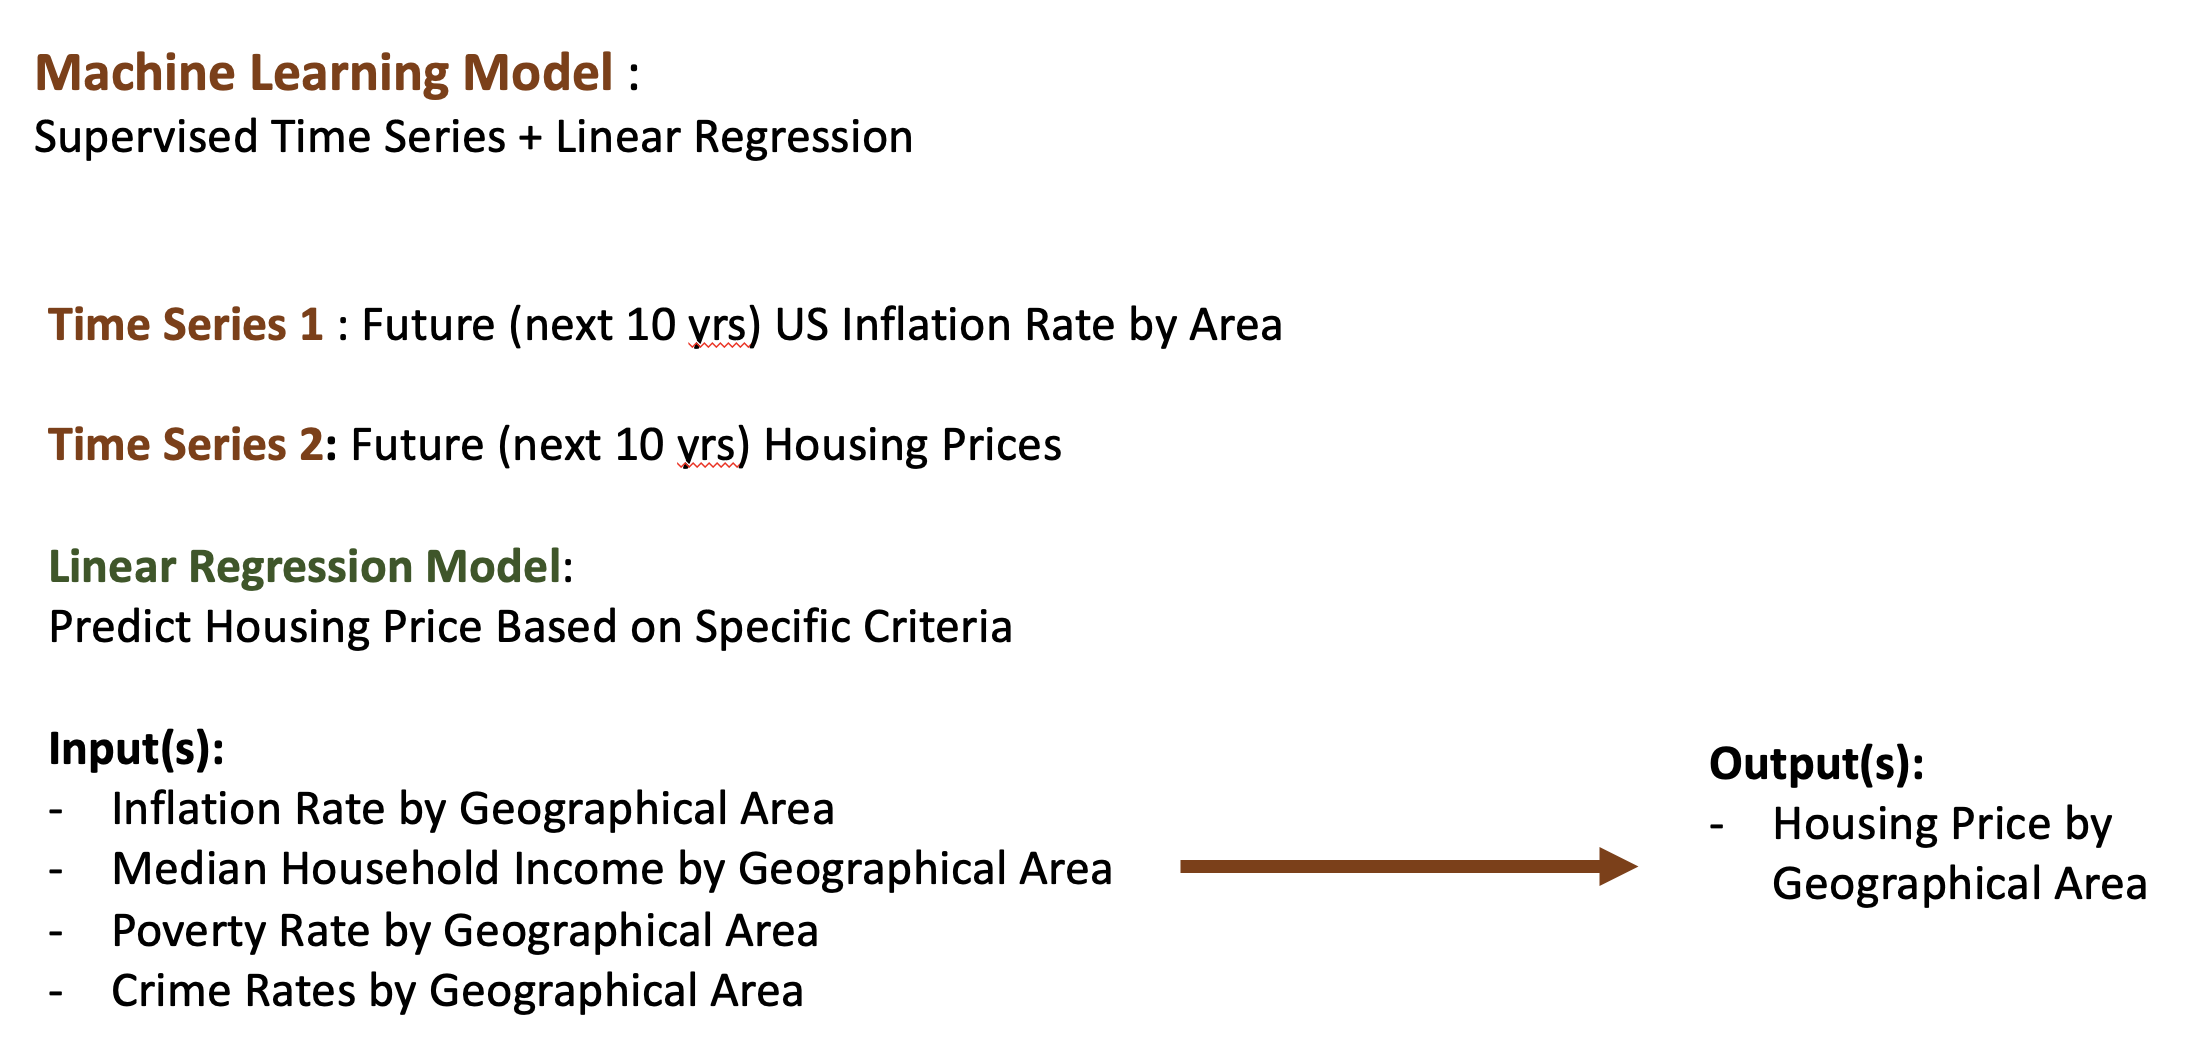 Machine Learning Model :
Supervised Time Series + Linear Regression
Time Series 1 : Future (next 10 yrs) US Inflation Rate by Area
Time Series 2: Future (next 10 yrs) Housing Prices
Linear Regression Model:
Predict Housing Price Based on Specific Criteria
Input(s):
- Inflation Rate by Geographical Area
- Median Household Income by Geographical Area
- Poverty Rate by Geographical Area
- Crime Rates by Geographical Area
Output(s):
- Housing Price by
Geographical Area